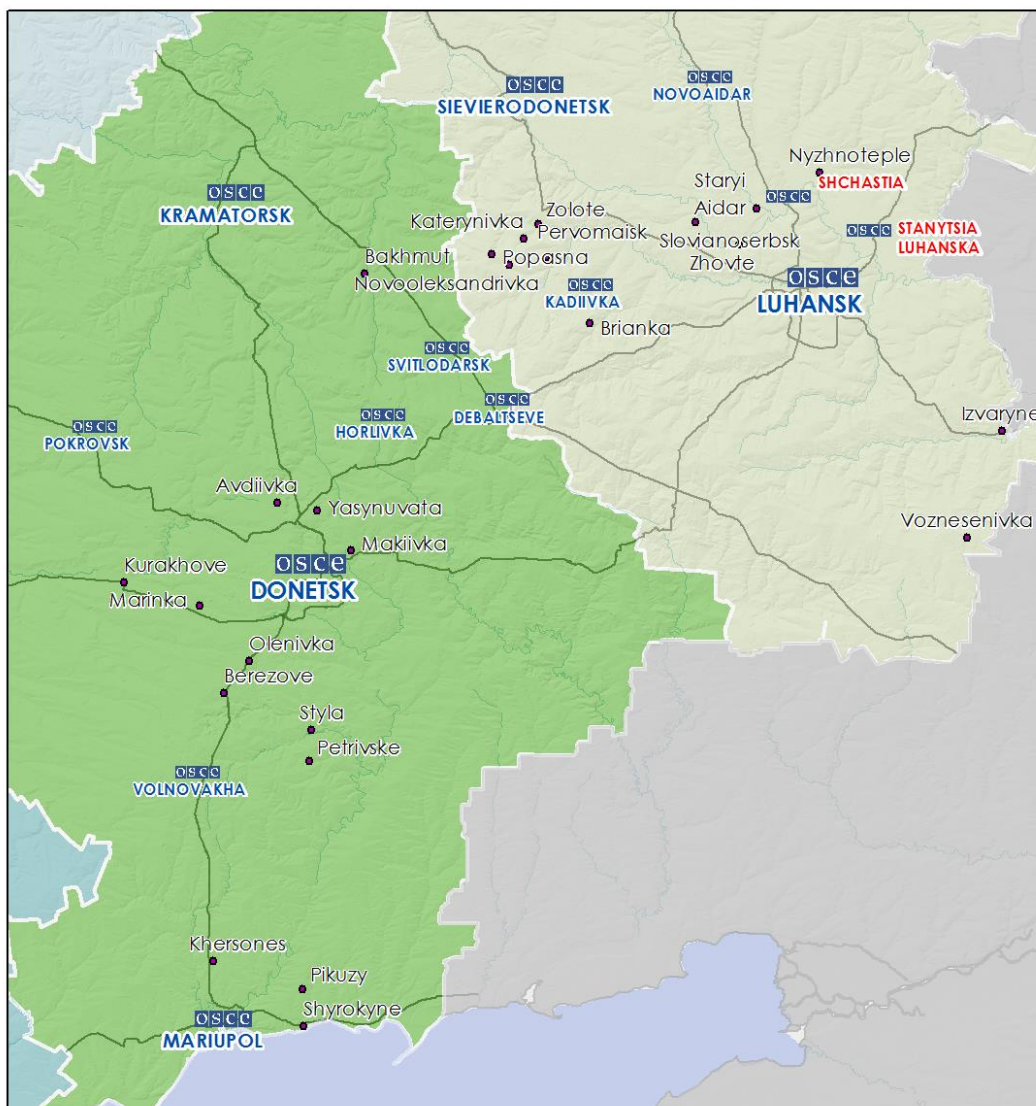 OSCE
SIEVIERODONETSK
OSCE
NOVOAIDAR
Nyzhnoteple
SHCHASTIA
OSCE
Staryi
Aidar
OSCE
KRAMATORSK
Katerynivka
Zolote
Pervomaisk
OSCE
STANYTSIA
LUHANSKA
Slovianoserbsk
Zhovte
Bakhmut
Popasna
Novooleksandrivka
OSCE
KADIIVKA
OSCE
LUHANSK
Brianka
OSCE
SVITLODARSK
OSCE
DEBALTSEVE
OSCE
HORLIVKA
OSCE
POKROVSK
Izvaryne
Avdiivka
Yasynuvata
Voznesenivka
Makiivka
OSCE
DONETSK
Kurakhove
Marinka
Olenivka
Berezove
Styla
Petrivske
OSCE
VOLNOVAKHA
Khersones
Pikuzy
Shyrokyne
OSCE
MARIUPOL